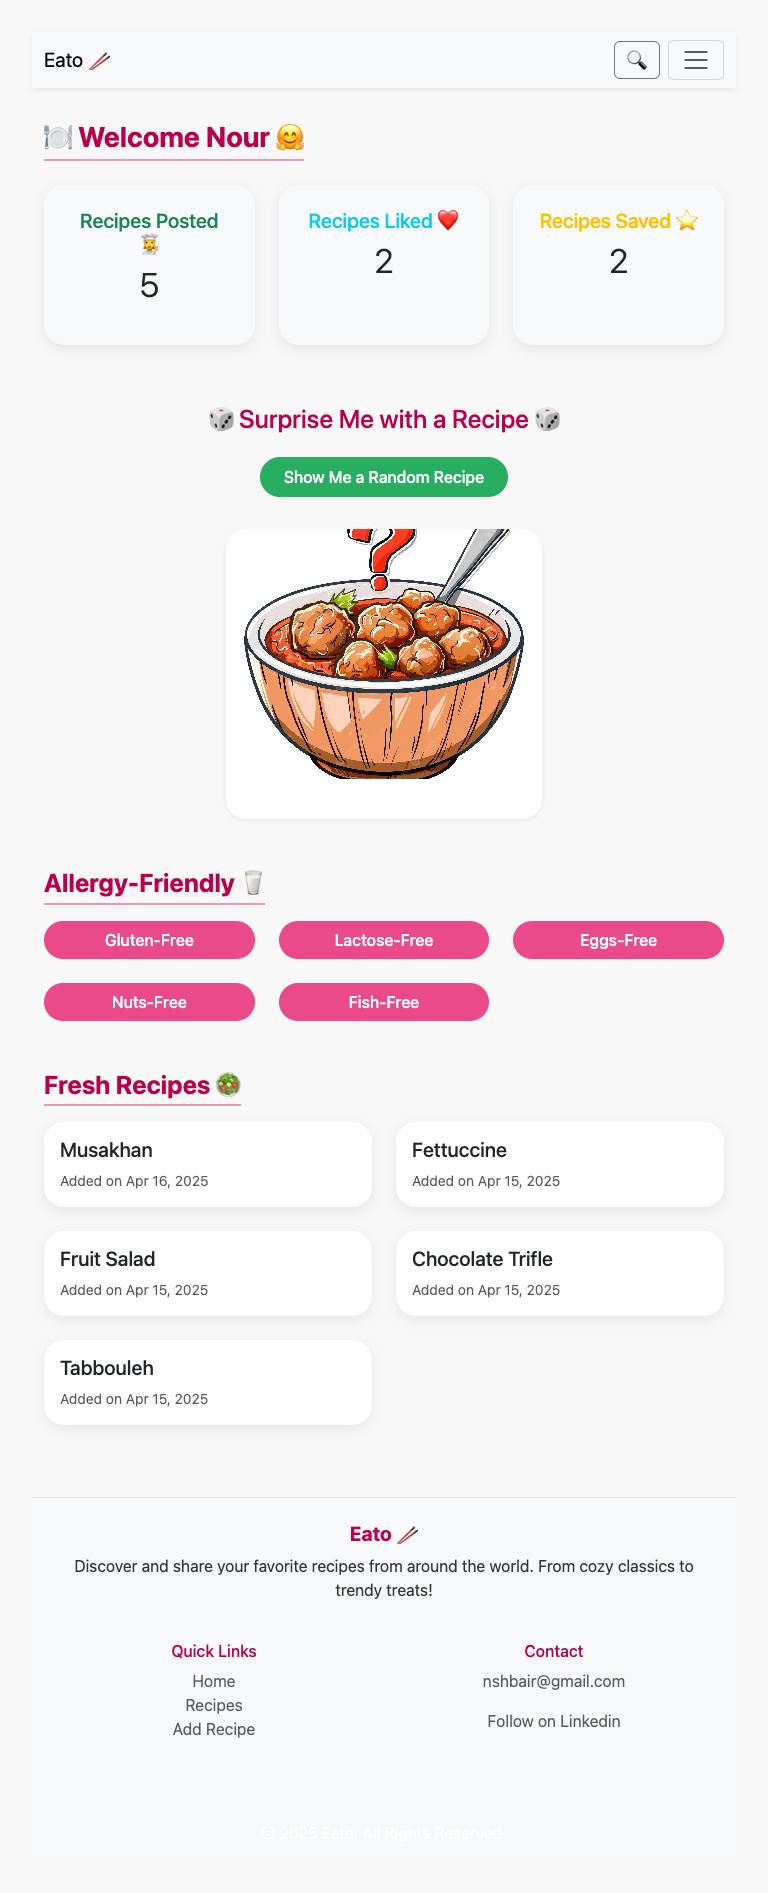 Eato 🥢
🔍
🍽️ Welcome Nour 🤗
Recipes Posted
🧑‍🍳
5
Recipes Liked ❤️
2
Recipes Saved ⭐
2
🎲 Surprise Me with a Recipe 🎲
Show Me a Random Recipe
?
Allergy-Friendly 🥛
Gluten-Free
Lactose-Free
Eggs-Free
Nuts-Free
Fish-Free
Fresh Recipes 🥗
Musakhan
Added on Apr 16, 2025
Fettuccine
Added on Apr 15, 2025
Fruit Salad
Added on Apr 15, 2025
Chocolate Trifle
Added on Apr 15, 2025
Tabbouleh
Added on Apr 15, 2025
Eato 🥢
Discover and share your favorite recipes from around the world. From cozy classics to
trendy treats!
Quick Links
Home
Recipes
Add Recipe
Contact
nshbair@gmail.com
Follow on Linkedin
© 2025 Eato. All Rights Reserved.